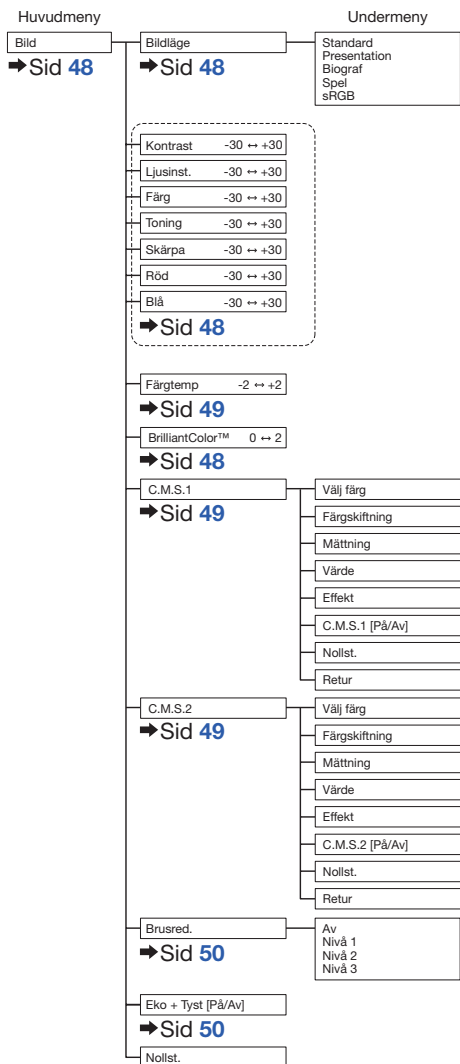 Huvudmeny
Undermeny
Bild
➡Sid 48
Bildläge
➡Sid 48
Standard
Presentation
Biograf
Spel
sRGB
Kontrast -30 ↔ +30
Ljusinst. -30 ↔ +30
Färg -30 ↔ +30
Toning -30 ↔ +30
Skärpa -30 ↔ +30
Röd -30 ↔ +30
Blå -30 ↔ +30
➡Sid 48
Färgtemp -2 ↔ +2
➡Sid 49
BrilliantColor™ 0 ↔ 2
➡Sid 48
C.M.S.1
➡Sid 49
Välj färg
Färgskiftning
Mättning
Värde
Effekt
C.M.S.1 [På/Av]
Nollst.
Retur
C.M.S.2
➡Sid 49
Välj färg
Färgskiftning
Mättning
Värde
Effekt
C.M.S.2 [På/Av]
Nollst.
Retur
Brusred.
➡Sid 50
Av
Nivå 1
Nivå 2
Nivå 3
Eko + Tyst [På/Av]
➡Sid 50
Nollst.